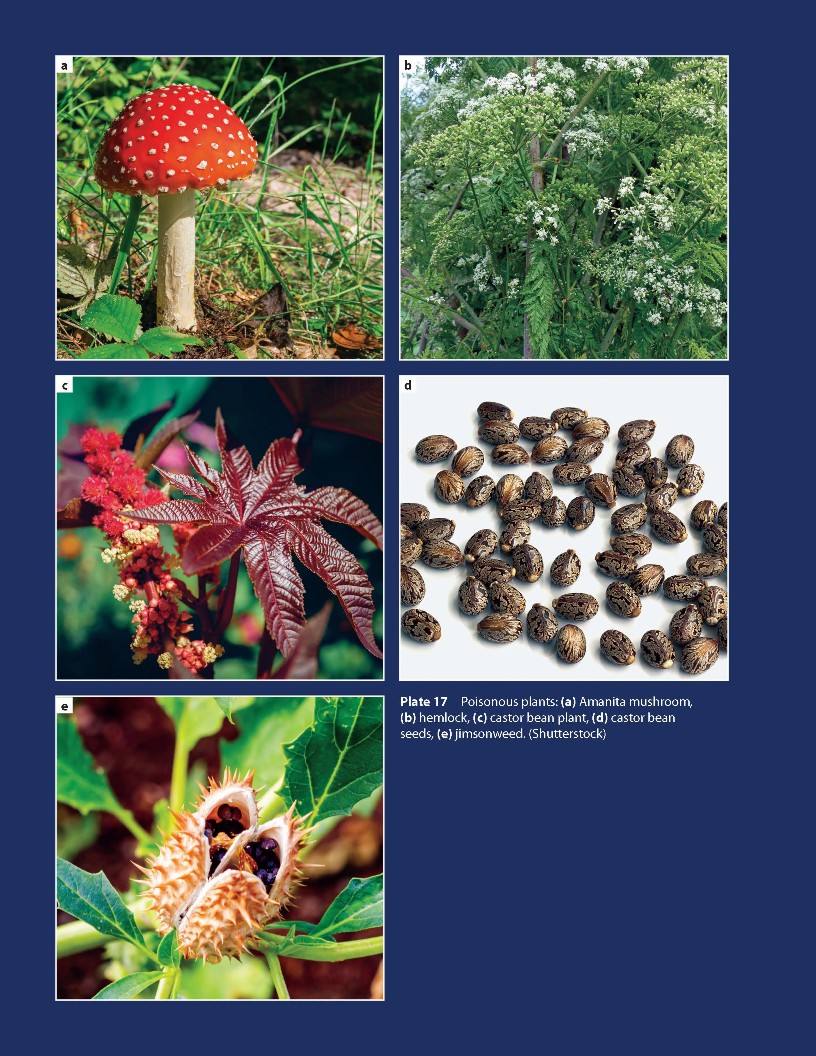 a
b
c
d
e
Plate 17 Poisonous plants: (a) Amanita mushroom,
(b) hemlock, (c) castor bean plant, (d) castor bean
seeds, (e) jimsonweed. (Shutterstock)